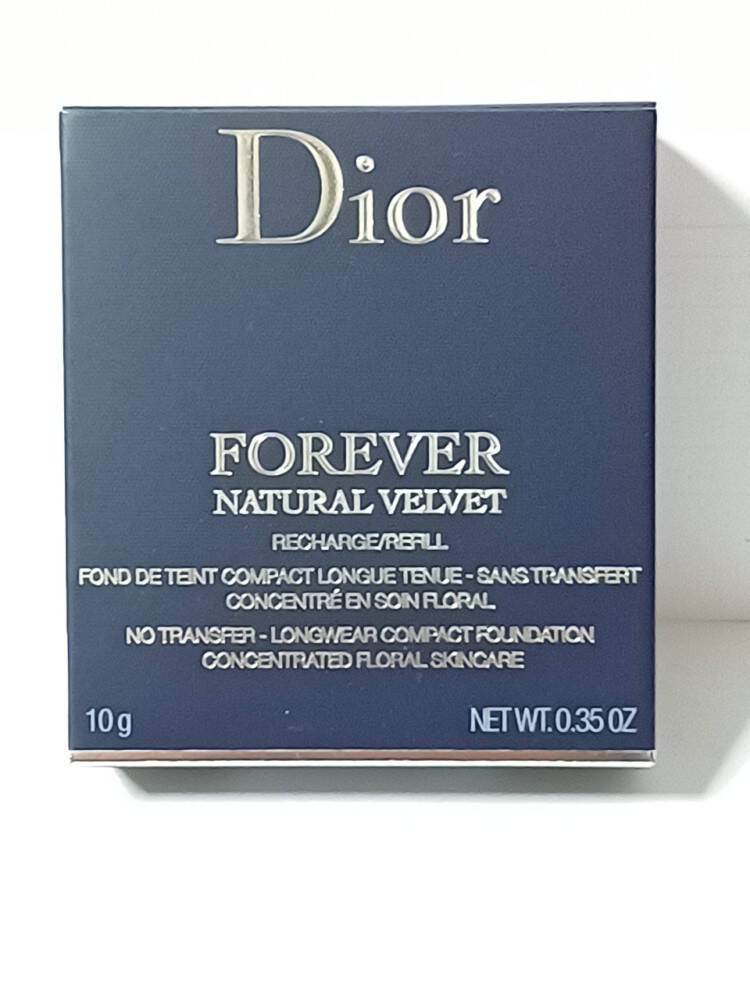 Dior
FOREVER
NATURAL VELVET
RECHARGE/REFILL
FOND DE TEINT COMPACT LONGUE TENUE - SANS TRANSFERT
CONCENTRÉ EN SOIN FLORAL
NO TRANSFER - LONGWEAR COMPACT FOUNDATION
CONCENTRATED FLORAL SKINCARE
10 g NET WT. 0.35 OZ